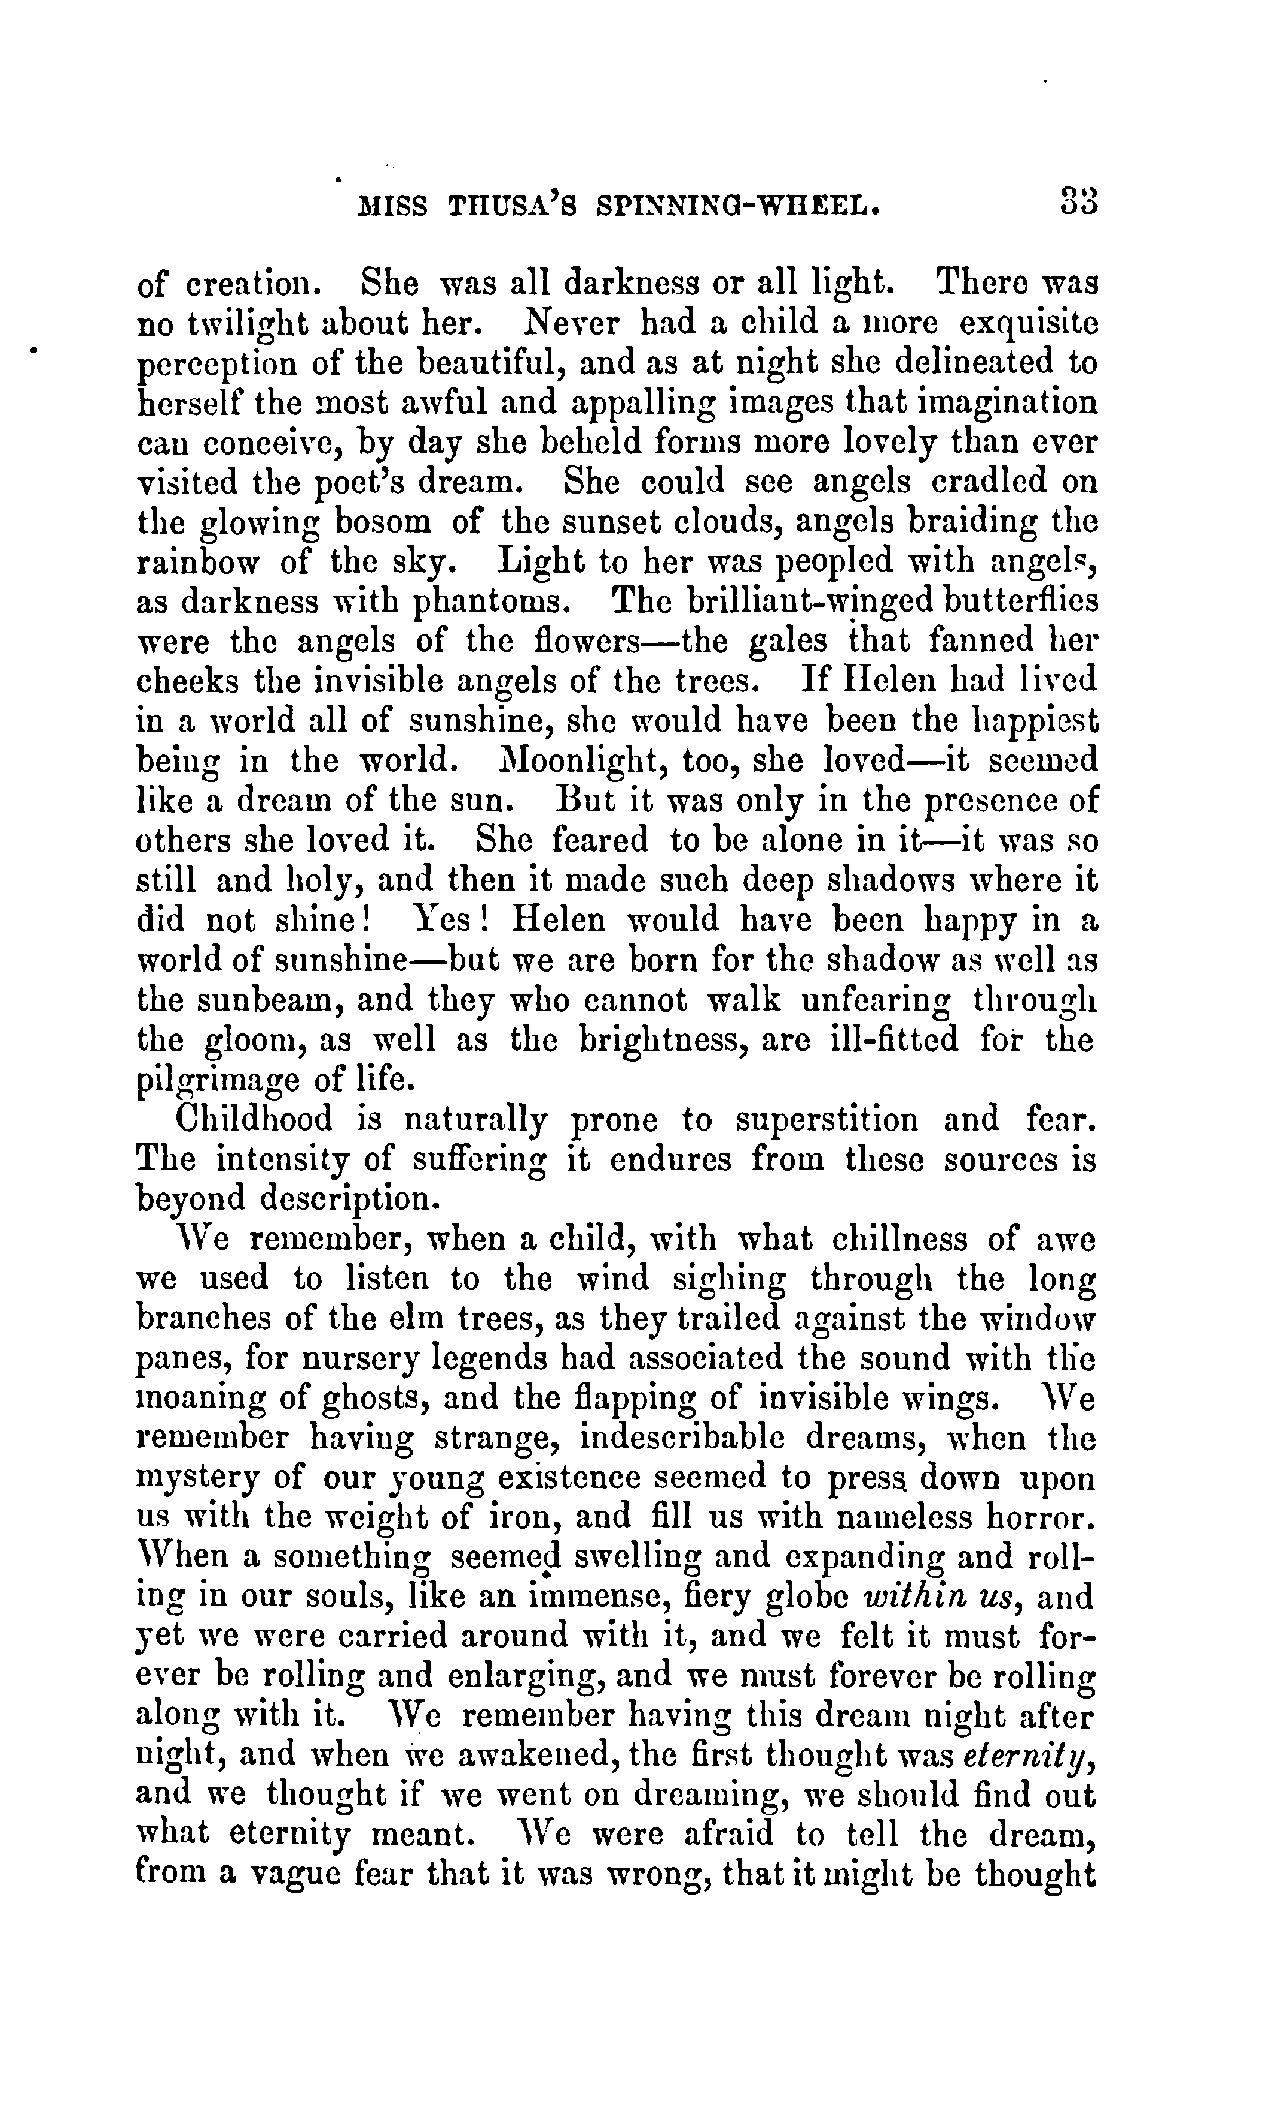 MISS THUSA'S SPINNING-WHEEL. 33
of creation. She was all darkness or all light. There was
no twilight about her. Never had a child a more exquisite
perception of the beautiful, and as at night she delineated to
herself the most awful and appalling images that imagination
can conceive, by day she beheld forms more lovely than ever
visited the poet's dream. She could see angels cradled on
the glowing bosom of the sunset clouds, angels braiding the
rainbow of the sky. Light to her was peopled with angels,
as darkness with phantoms. The brilliant-winged butterflies
were the angels of the flowers—the gales that fanned her
cheeks the invisible angels of the trees. If Helen had lived
in a world all of sunshine, she would have been the happiest
being in the world. Moonlight, too, she loved—it seemed
like a dream of the sun. But it was only in the presence of
others she loved it. She feared to be alone in it—it was so
still and holy, and then it made such deep shadows where it
did not shine! Yes! Helen would have been happy in a
world of sunshine—but we are born for the shadow as well as
the sunbeam, and they who cannot walk unfearing through
the gloom, as well as the brightness, are ill-fitted for the
pilgrimage of life.
Childhood is naturally prone to superstition and fear.
The intensity of suffering it endures from these sources is
beyond description.
We remember, when a child, with what chillness of awe
we used to listen to the wind sighing through the long
branches of the elm trees, as they trailed against the window
panes, for nursery legends had associated the sound with the
moaning of ghosts, and the flapping of invisible wings. We
remember having strange, indescribable dreams, when the
mystery of our young existence seemed to press down upon
us with the weight of iron, and fill us with nameless horror.
When a something seemed swelling and expanding and roll-
ing in our souls, like an immense, fiery globe within us, and
yet we were carried around with it, and we felt it must for-
ever be rolling and enlarging, and we must forever be rolling
along with it. We remember having this dream night after
night, and when we awakened, the first thought was eternity,
and we thought if we went on dreaming, we should find out
what eternity meant. We were afraid to tell the dream,
from a vague fear that it was wrong, that it might be thought